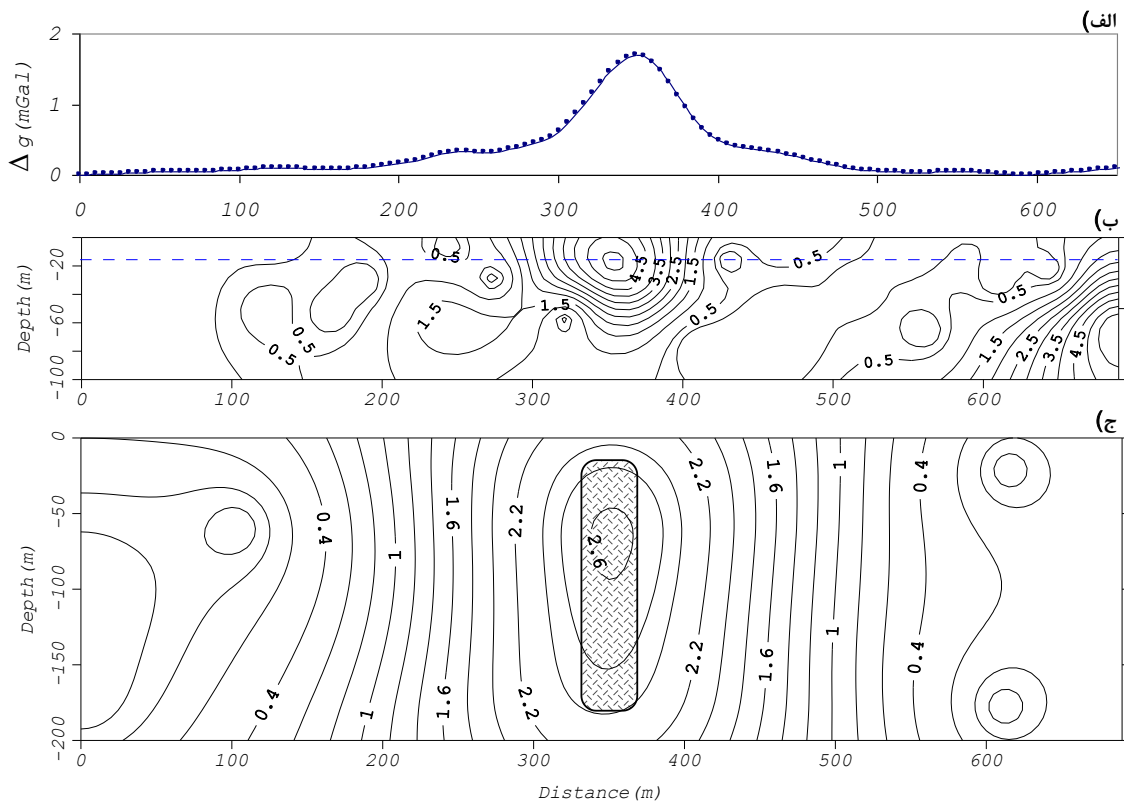 الف)
2
1
0
Δ g(mGal)
0 100 200 300 400 500 600
ب)
-20
-60
-100
Depth(m)
0.5 4.5 3.5 2.5 1.5 0.5
1.5 1.5 0.5 0.5
0.5 0.5 0.5 1.5 2.5 3.5 4.5
0 100 200 300 400 500 600
ج)
0
-50
-100
-150
-200
Depth(m)
0.4 1 1.6 2.2 2.6 2.2 1.6 1 0.4
0.4 1 1.6 2.2 2.2 1.6 1 0.4
0 100 200 300 400 500 600
Distance(m)